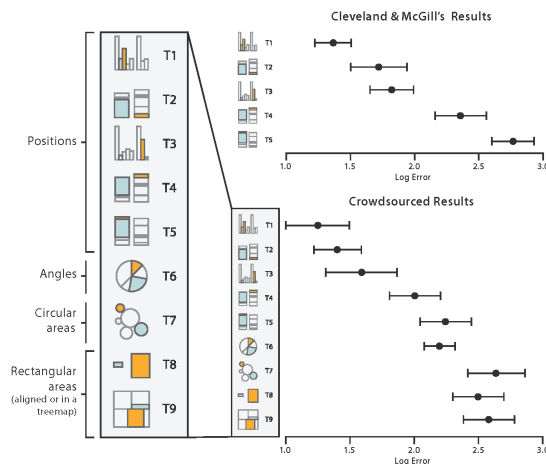 Cleveland & McGill's Results
T1
T2
T3
T4
T5
1.0 1.5 2.0 2.5 3.0
Log Error
Positions
T1
T2
T3
T4
T5
Angles
T6
Circular
areas
T7
Rectangular
areas
(aligned or in a
treemap)
T8
T9
Crowdsourced Results
T1
T2
T3
T4
T5
T6
T7
T8
T9
1.0 1.5 2.0 2.5 3.0
Log Error